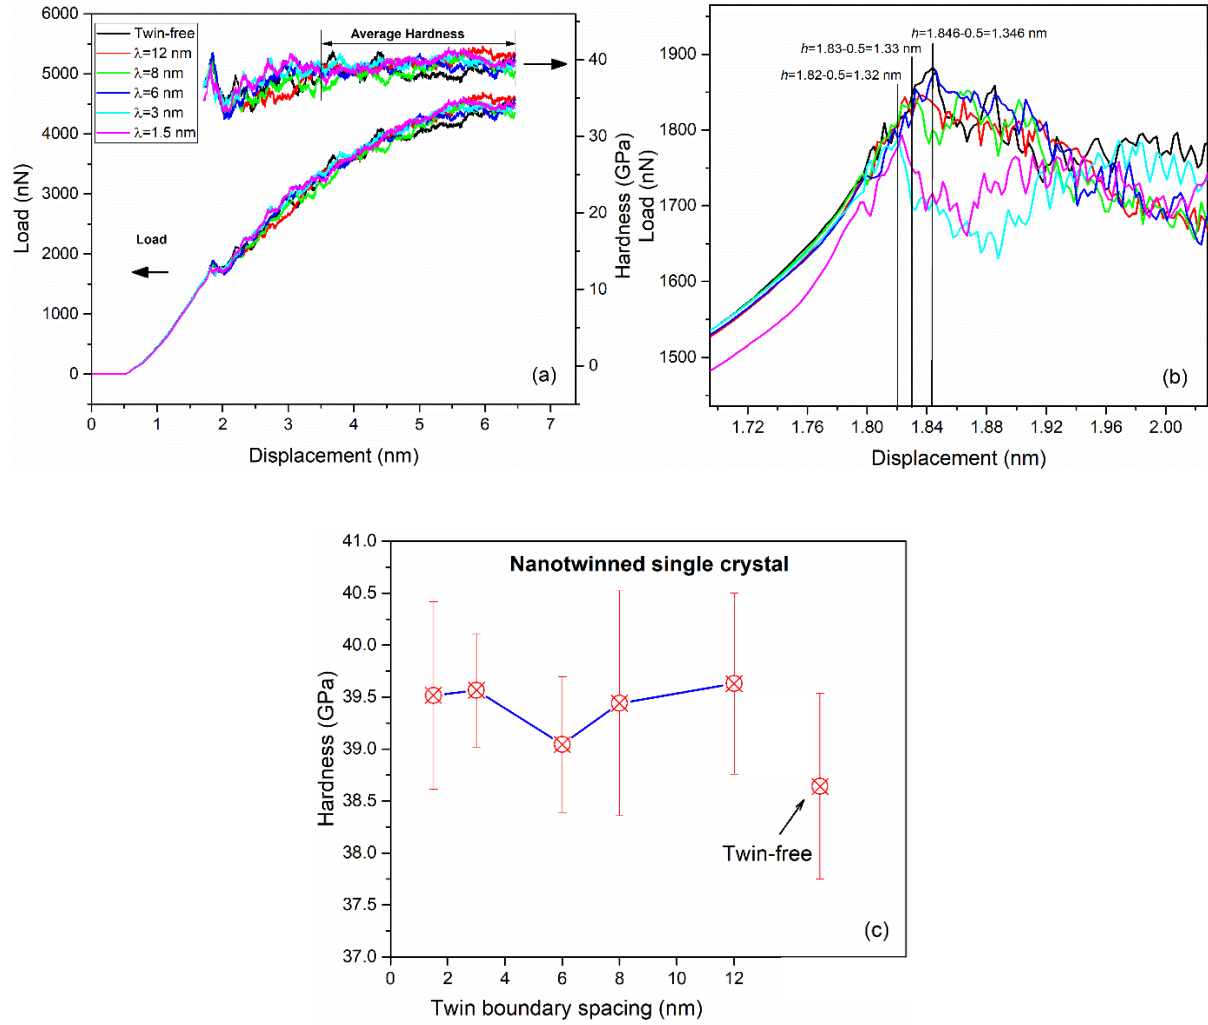 6000
5000
4000
3000
2000
1000
0
Load (nN)
Twin-free
λ=12 nm
λ=8 nm
λ=6 nm
λ=3 nm
λ=1.5 nm
Average Hardness
Load
(a)
40
30
20
10
0
Hardness (GPa)
0 1 2 3 4 5 6 7
Displacement (nm)
1900
1800
1700
1600
1500
Load (nN)
h=1.846-0.5=1.346 nm
h=1.83-0.5=1.33 nm
h=1.82-0.5=1.32 nm
(b)
1.72 1.76 1.80 1.84 1.88 1.92 1.96 2.00
Displacement (nm)
41.0
40.5
40.0
39.5
39.0
38.5
38.0
37.5
37.0
Hardness (GPa)
Nanotwinned single crystal
Twin-free
(c)
0 2 4 6 8 10 12
Twin boundary spacing (nm)